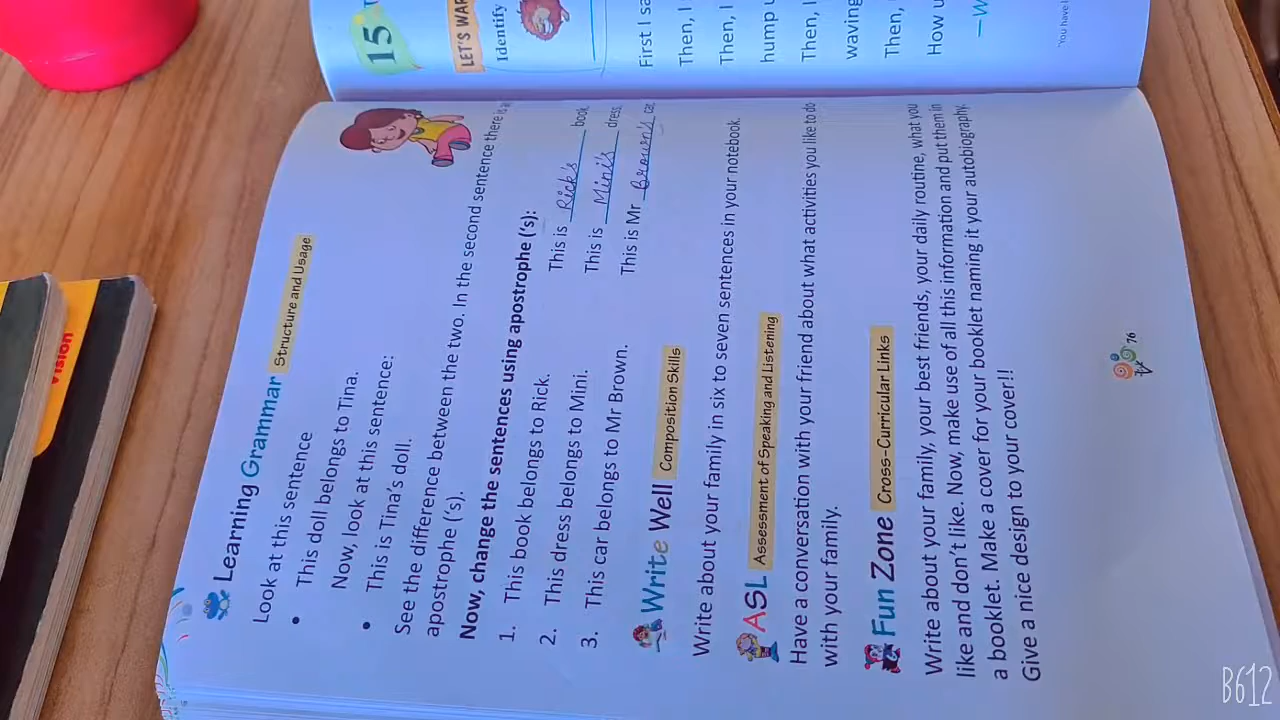 Learning Grammar Structure and Usage
Look at this sentence
• This doll belongs to Tina.
Now, look at this sentence:
• This is Tina's doll.
See the difference between the two. In the second sentence there is
apostrophe ('s).
Now, change the sentences using apostrophe ('s):
1. This book belongs to Rick. This is Rick's book
2. This dress belongs to Mini. This is Mini's dress.
3. This car belongs to Mr Brown. This is Mr Brown's car
Write Well Composition Skills
Write about your family in six to seven sentences in your notebook.
ASL Assessment of Speaking and Listening
Have a conversation with your friend about what activities you like to do
with your family.
Fun Zone Cross-Curricular Links
Write about your family, your best friends, your daily routine, what you
like and don't like. Now, make use of all this information and put them in
a booklet. Make a cover for your booklet naming it your autobiography.
Give a nice design to your cover!!
76
15
LET'S WAR
Identify
First I sa
Then, I
Then, I
hump u
Then, I
waving
Then,
How u
—W
You have l
vision
B612